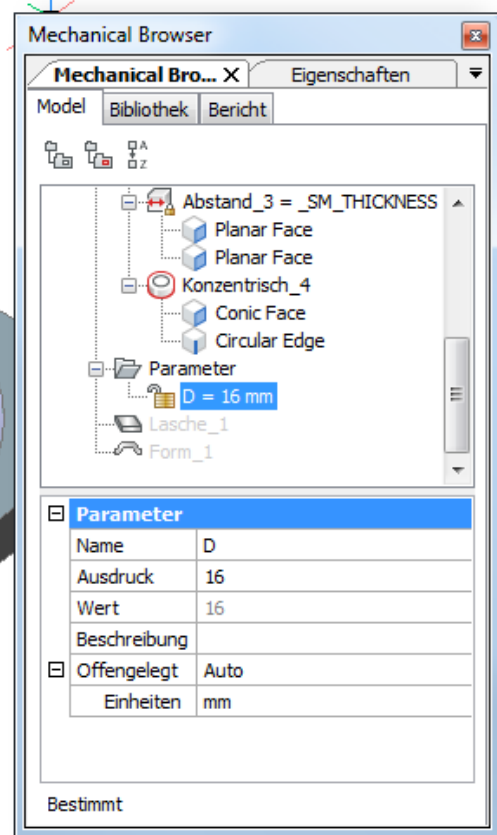 Mechanical Browser
Mechanical Bro... X Eigenschaften
Model Bibliothek Bericht
A
Z
Abstand_3 = _SM_THICKNESS
Planar Face
Planar Face
Konzentrisch_4
Conic Face
Circular Edge
Parameter
D = 16 mm
Lasche_1
Form_1
Parameter
Name D
Ausdruck 16
Wert 16
Beschreibung
Offengelegt Auto
Einheiten mm
Bestimmt